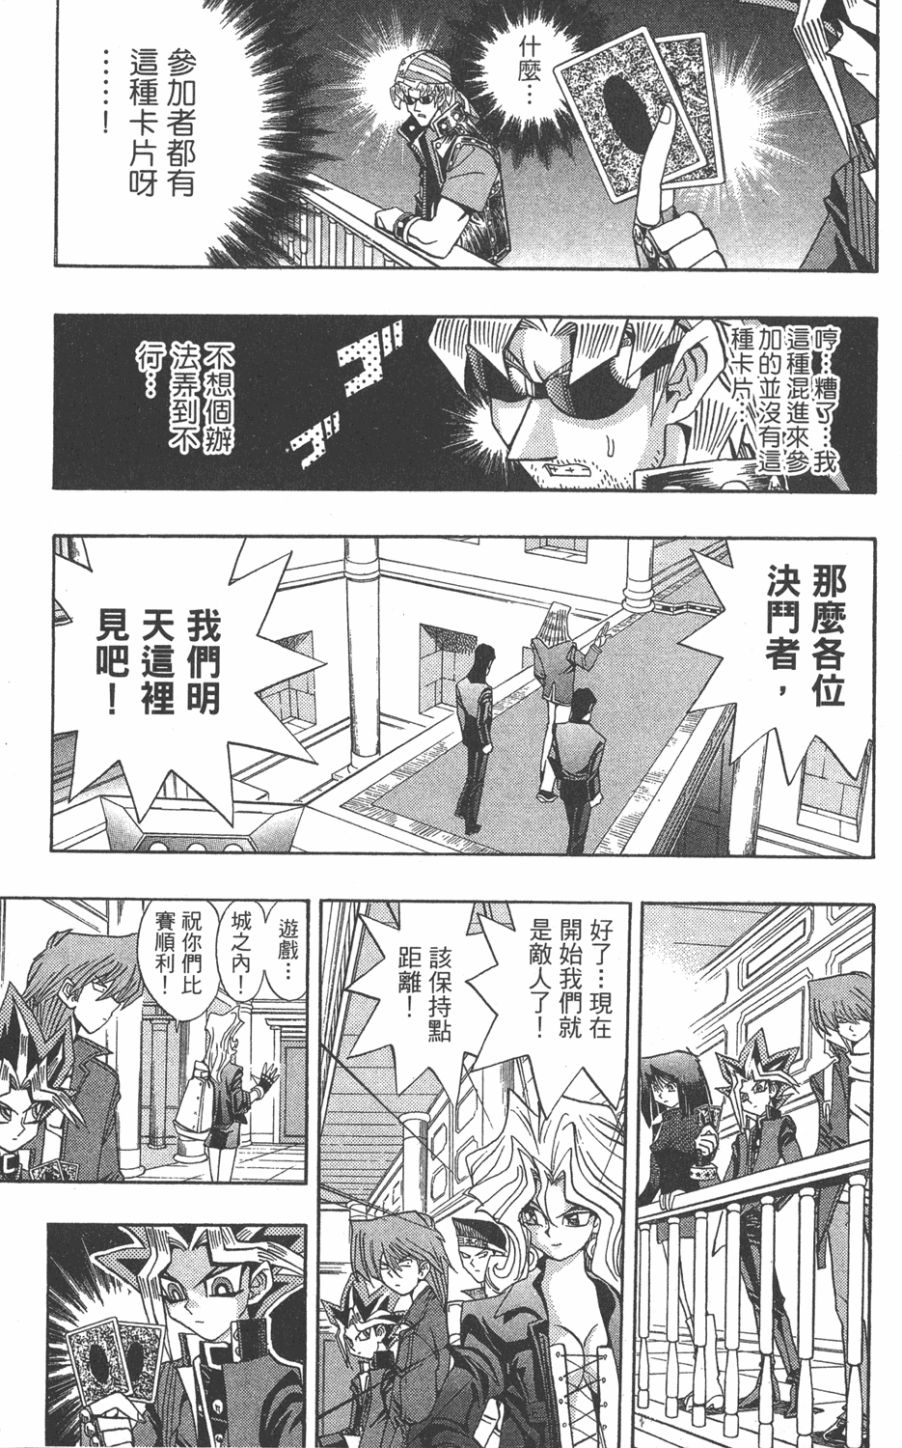 什麼…
參加者都有
這種卡片呀
……！
哼…糟了…我
這種混進來參
加的並沒有這
種卡片…
ゴゴ
不想個辦
法弄到不
行…
那麼各位
決鬥者，
我們明
天這裡
見吧！
好了…現在
開始我們就
是敵人了！
該保持點
距離！
遊戲…
城之內！
祝你們比
賽順利！